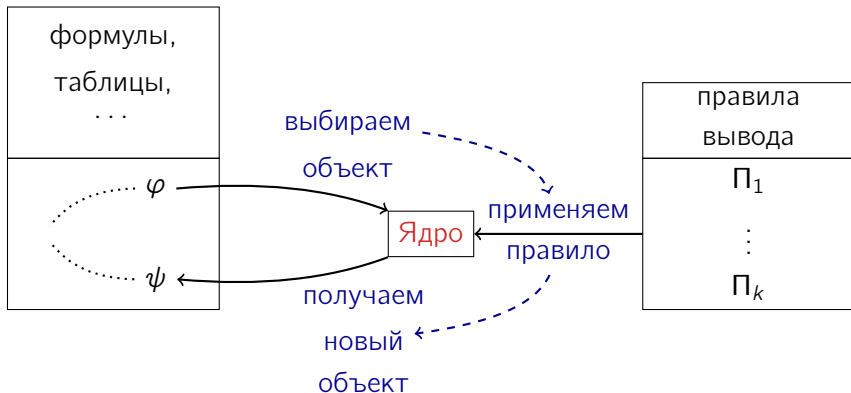 формулы,
таблицы,
...
φ
ψ
выбираем
объект
Ядро
получаем
новый
объект
применяем
правило
правила
вывода
Π₁
⋮
Πₖ